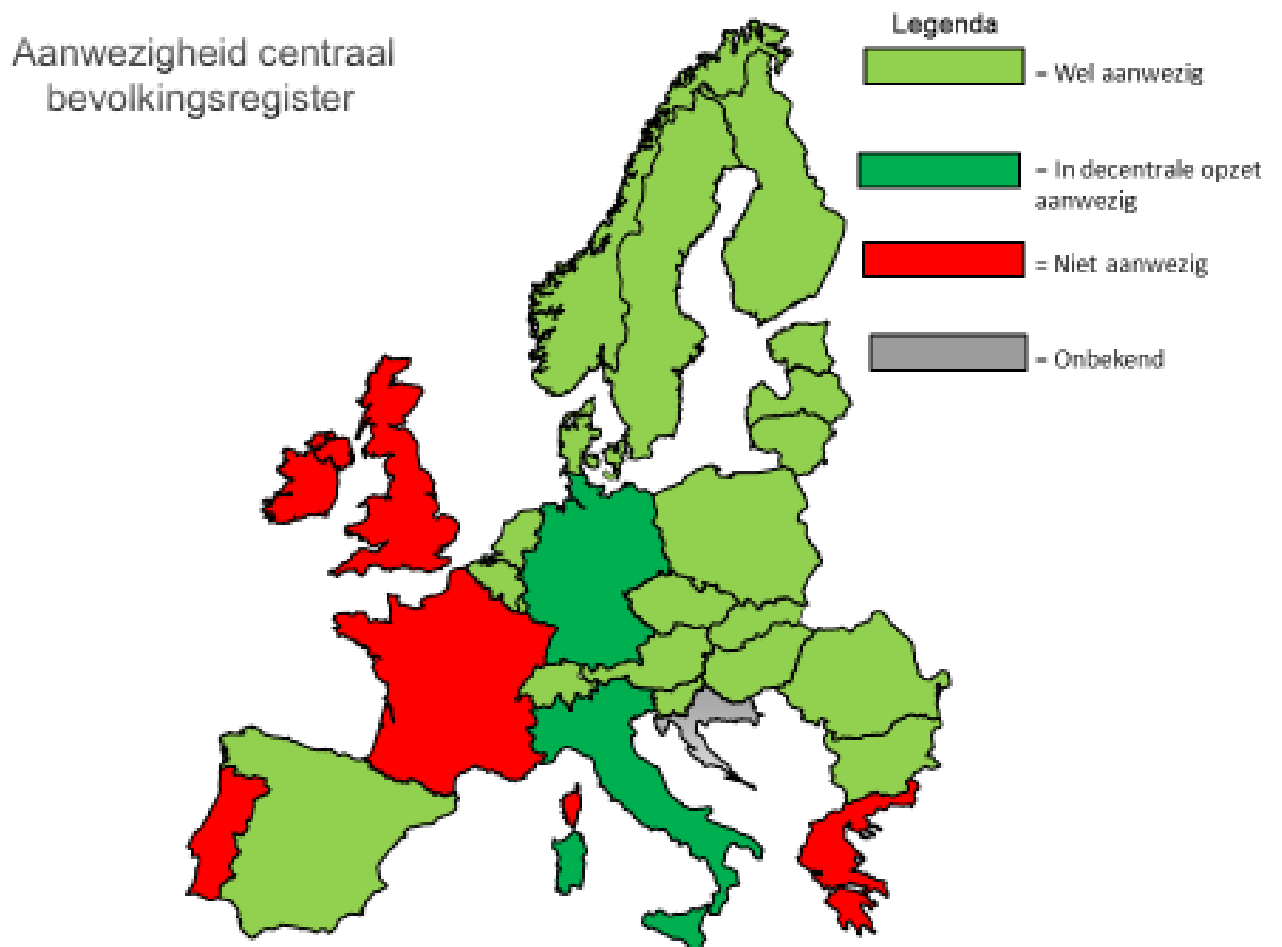 Aanwezigheid centraal
bevolkingsregister
Legenda
= Wel aanwezig
= In decentrale opzet
aanwezig
= Niet aanwezig
= Onbekend